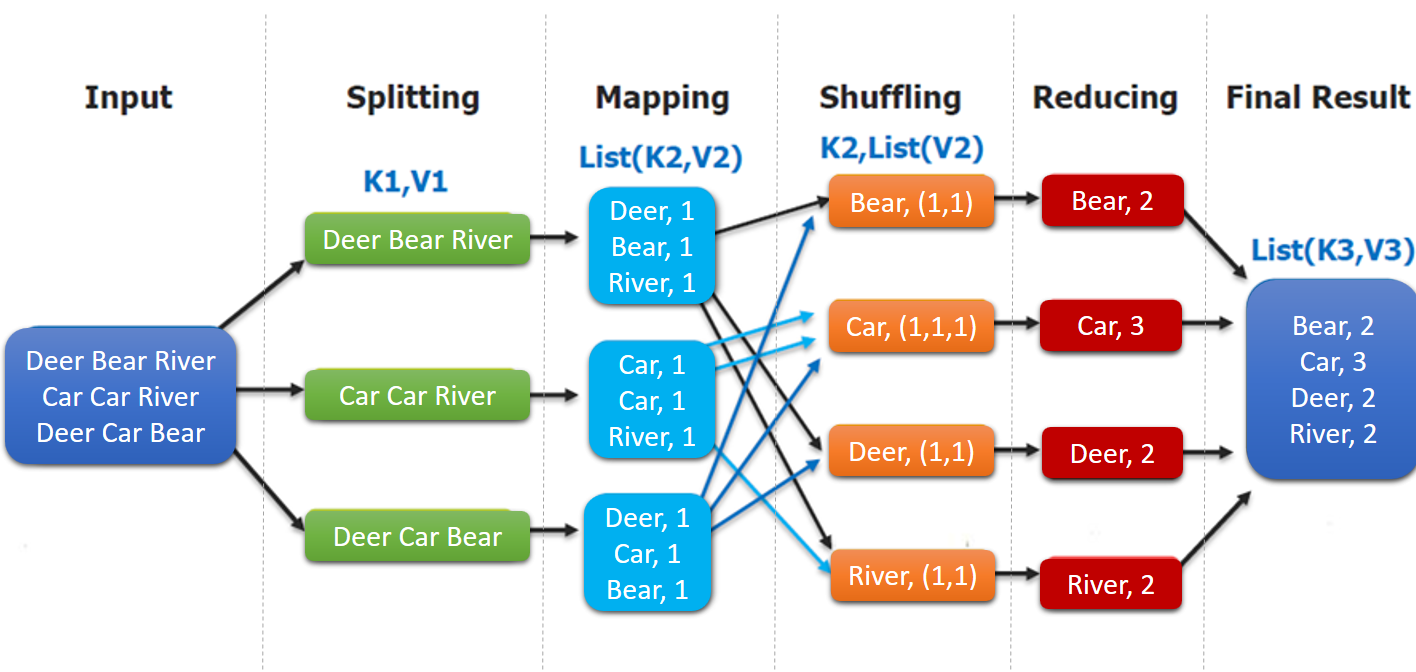 Input
Splitting
Mapping
Shuffling
Reducing
Final Result
K1,V1
List(K2,V2)
K2,List(V2)
List(K3,V3)
Deer Bear River
Car Car River
Deer Car Bear
Deer Bear River
Car Car River
Deer Car Bear
Deer, 1
Bear, 1
River, 1
Car, 1
Car, 1
River, 1
Deer, 1
Car, 1
Bear, 1
Bear, (1,1)
Car, (1,1,1)
Deer, (1,1)
River, (1,1)
Bear, 2
Car, 3
Deer, 2
River, 2
Bear, 2
Car, 3
Deer, 2
River, 2